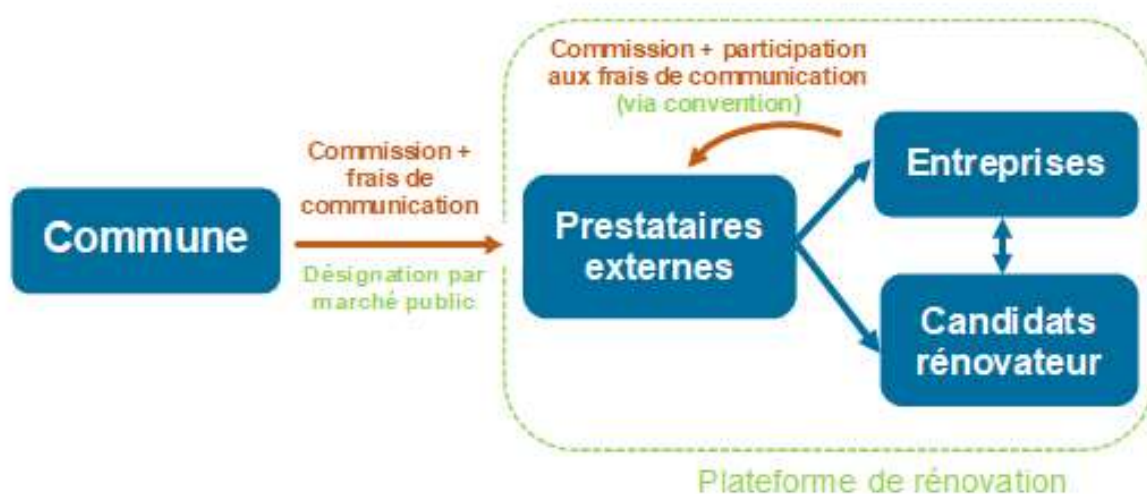 Commission + participation
aux frais de communication
(via convention)
Entreprises
Commission +
frais de
communication
Commune
Prestataires
externes
Désignation par
marché public
Candidats
rénovateur
Plateforme de rénovation